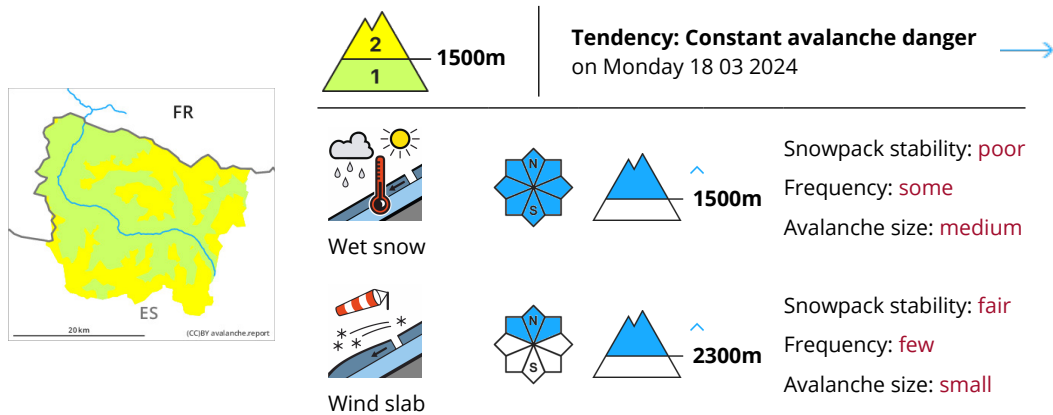 2
1
1500m
Tendency: Constant avalanche danger
on Monday 18 03 2024
FR
ES
20 km
(CC)BY avalanche.report
Wet snow
N
S
1500m
Snowpack stability: poor
Frequency: some
Avalanche size: medium
Wind slab
N
S
2300m
Snowpack stability: fair
Frequency: few
Avalanche size: small